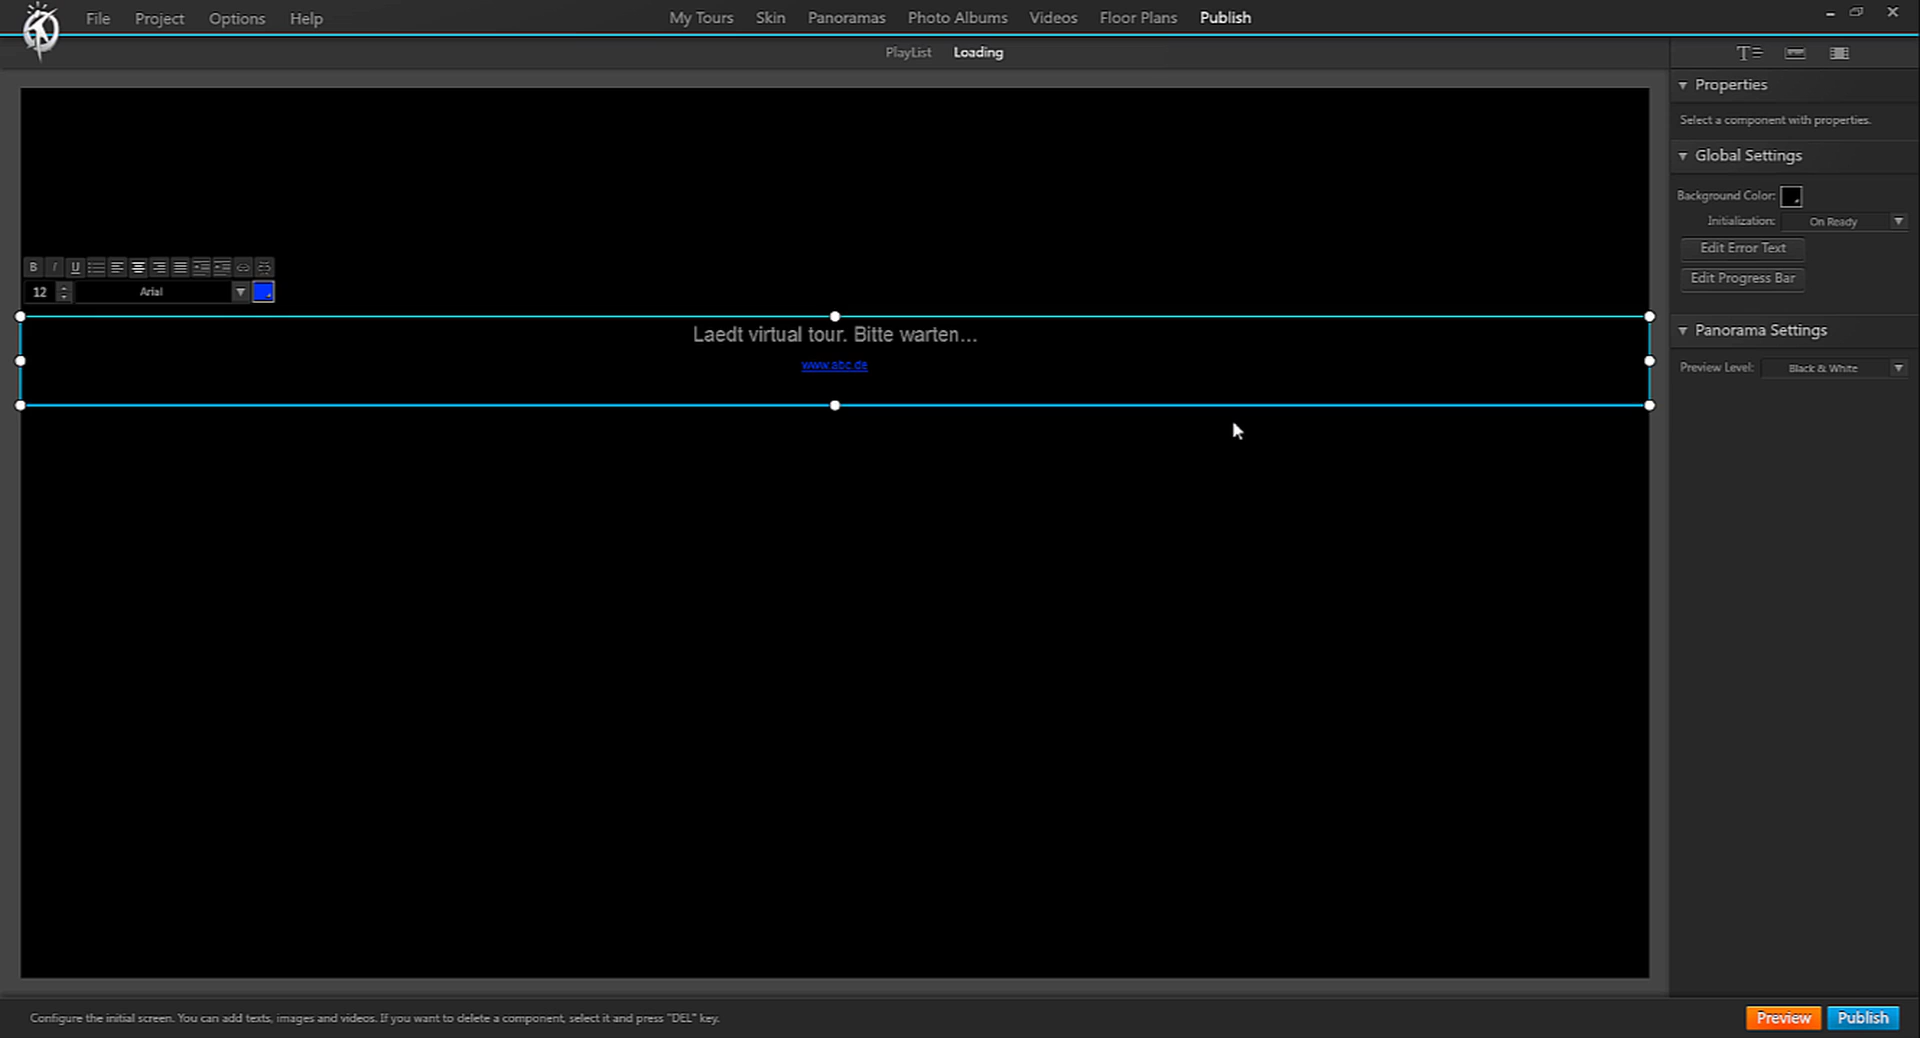 File Project Options Help My Tours Skin Panoramas Photo Albums Videos Floor Plans Publish
PlayList Loading
Properties
Select a component with properties.
Global Settings
Background Color:
Initialization: On Ready
Edit Error Text
Edit Progress Bar
Panorama Settings
Preview Level: Black & White
B I U
12 Arial
Laedt virtual tour. Bitte warten...
www.abc.de
Configure the initial screen. You can add texts, images and videos. If you want to delete a component, select it and press "DEL" key.
Preview Publish